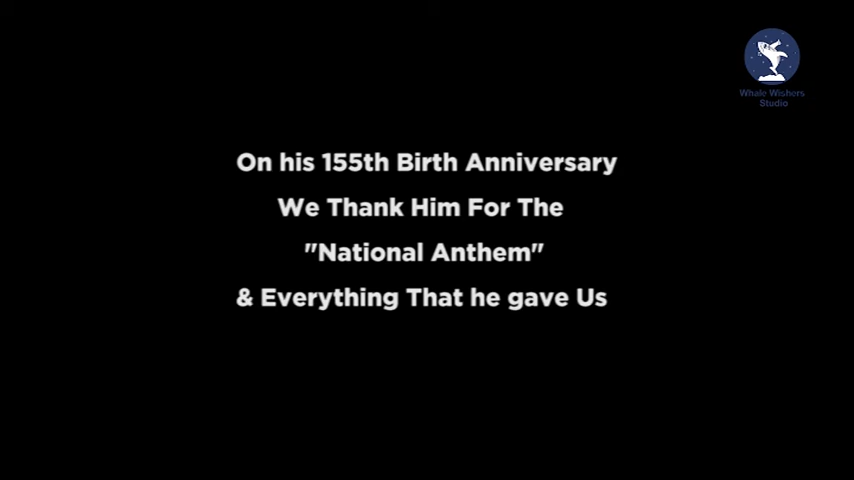 Whale Wishers
Studio
On his 155th Birth Anniversary
We Thank Him For The
"National Anthem"
& Everything That he gave Us